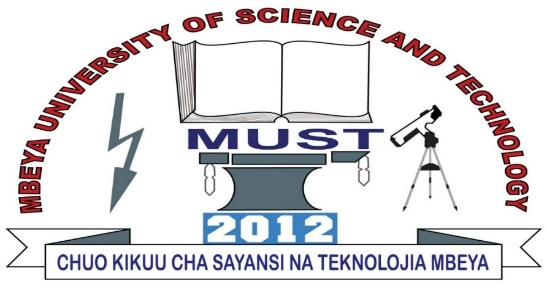 MBEYA UNIVERSITY OF SCIENCE AND TECHNOLOGY
MUST
2012
CHUO KIKUU CHA SAYANSI NA TEKNOLOJIA MBEYA